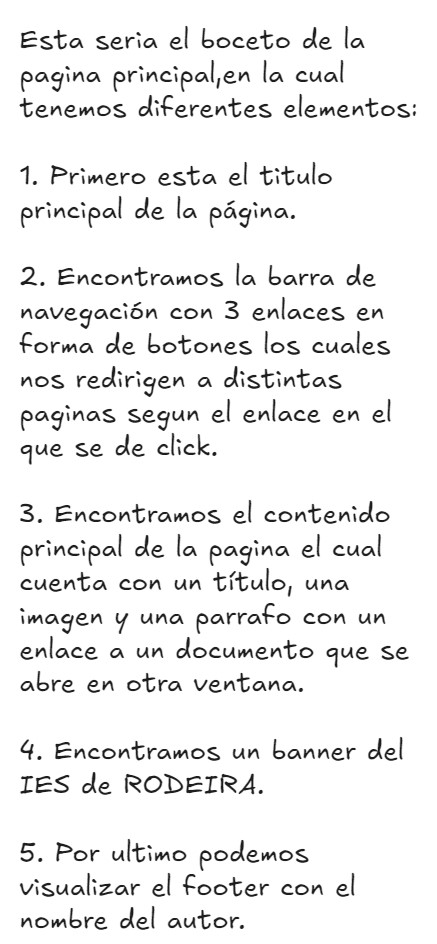 Esta seria el boceto de la
pagina principal,en la cual
tenemos diferentes elementos:
1. Primero esta el titulo
principal de la página.
2. Encontramos la barra de
navegación con 3 enlaces en
forma de botones los cuales
nos redirigen a distintas
paginas segun el enlace en el
que se de click.
3. Encontramos el contenido
principal de la pagina el cual
cuenta con un título, una
imagen y una parrafo con un
enlace a un documento que se
abre en otra ventana.
4. Encontramos un banner del
IES de RODEIRA.
5. Por ultimo podemos
visualizar el footer con el
nombre del autor.